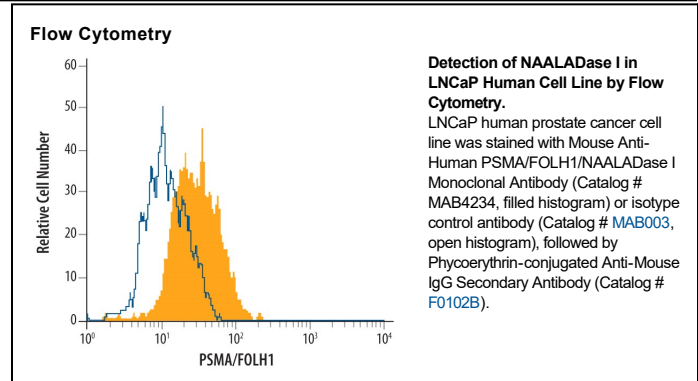 Flow Cytometry
60
50
40
30
20
10
0
Relative Cell Number
10⁰
10¹
10²
10³
10⁴
PSMA/FOLH1
Detection of NAALADase I in
LNCaP Human Cell Line by Flow
Cytometry.
LNCaP human prostate cancer cell
line was stained with Mouse Anti-
Human PSMA/FOLH1/NAALADase I
Monoclonal Antibody (Catalog #
MAB4234, filled histogram) or isotype
control antibody (Catalog # MAB003,
open histogram), followed by
Phycoerythrin-conjugated Anti-Mouse
IgG Secondary Antibody (Catalog #
F0102B).